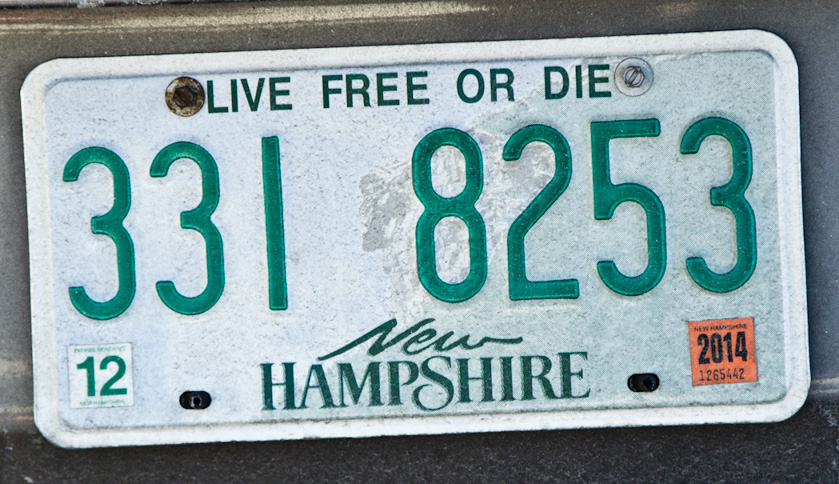 LIVE FREE OR DIE
331 8253
12
New
HAMPSHIRE
NEW HAMPSHIRE
2014
1265442